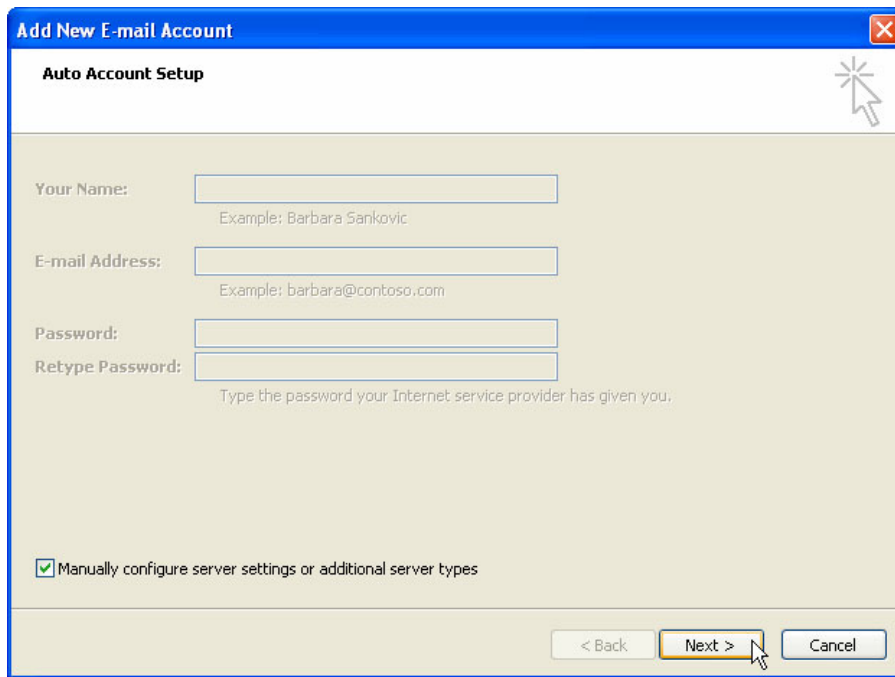 Add New E-mail Account
Auto Account Setup
Your Name:
Example: Barbara Sankovic
E-mail Address:
Example: barbara@contoso.com
Password:
Retype Password:
Type the password your Internet service provider has given you.
Manually configure server settings or additional server types
< Back Next > Cancel